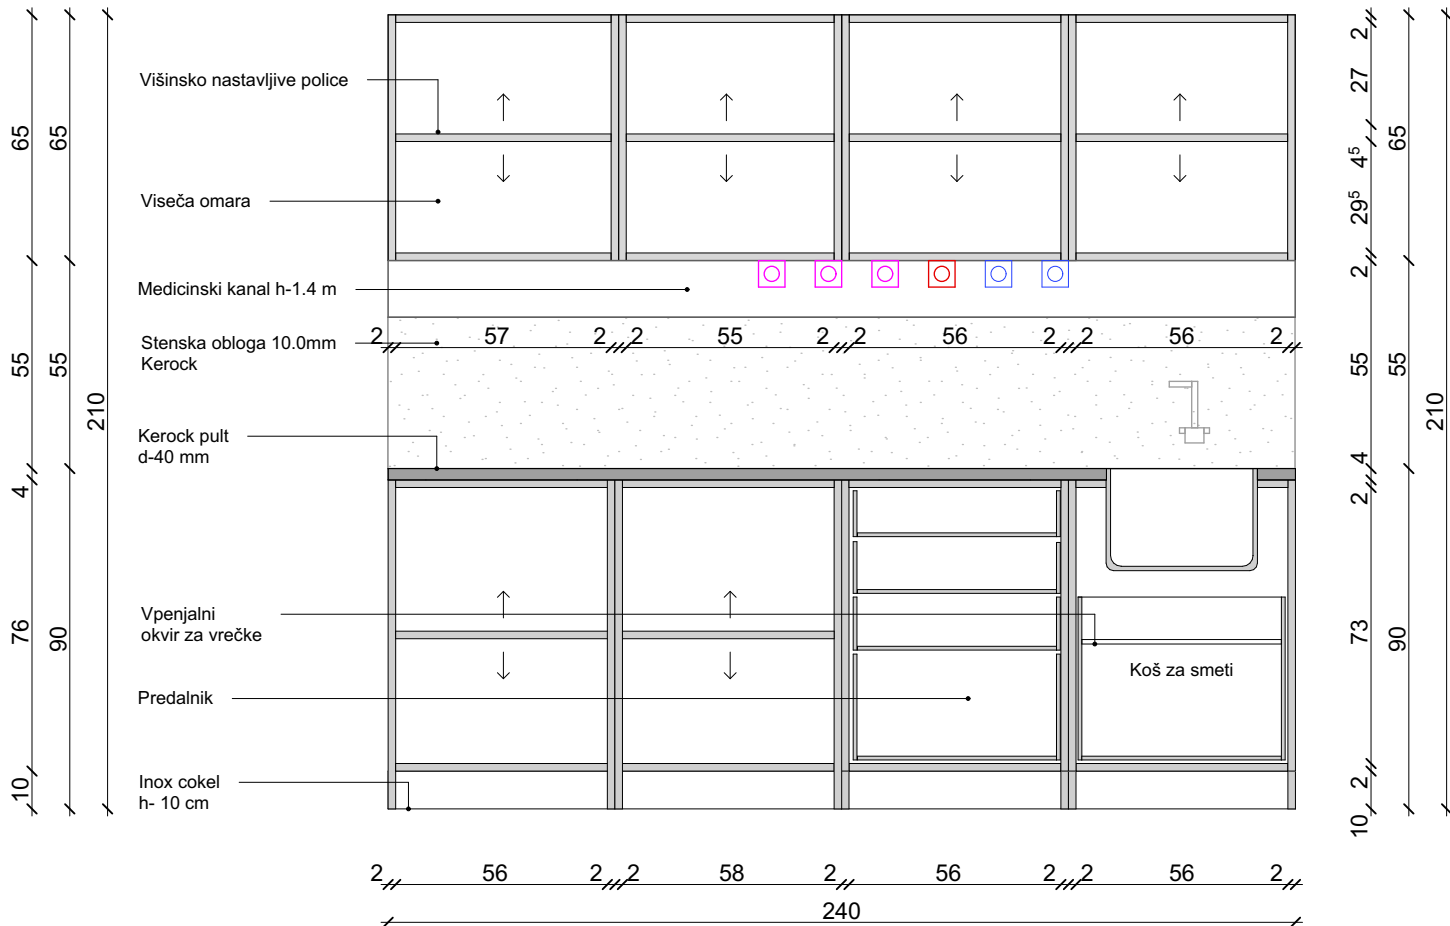 Višinsko nastavljive police
Viseča omara
Medicinski kanal h-1.4 m
Stenska obloga 10.0mm
Kerock
Kerock pult
d-40 mm
Vpenjalni
okvir za vrečke
Predalnik
Inox cokel
h- 10 cm
Koš za smeti
65
55
4
76
10
65
55
90
210
2 57 2 2 55 2 2 56 2 2 56 2
2 56 2 2 58 2 2 56 2 2 56 2
240
2
27
4⁵
29⁵
2
55
4
2
73
2
10
65
55
90
210